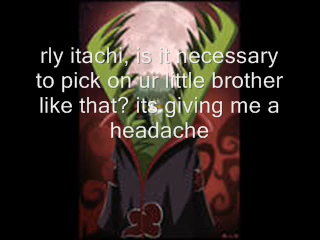 rly itachi, is it necessary
to pick on ur little brother
like that? its giving me a
headache